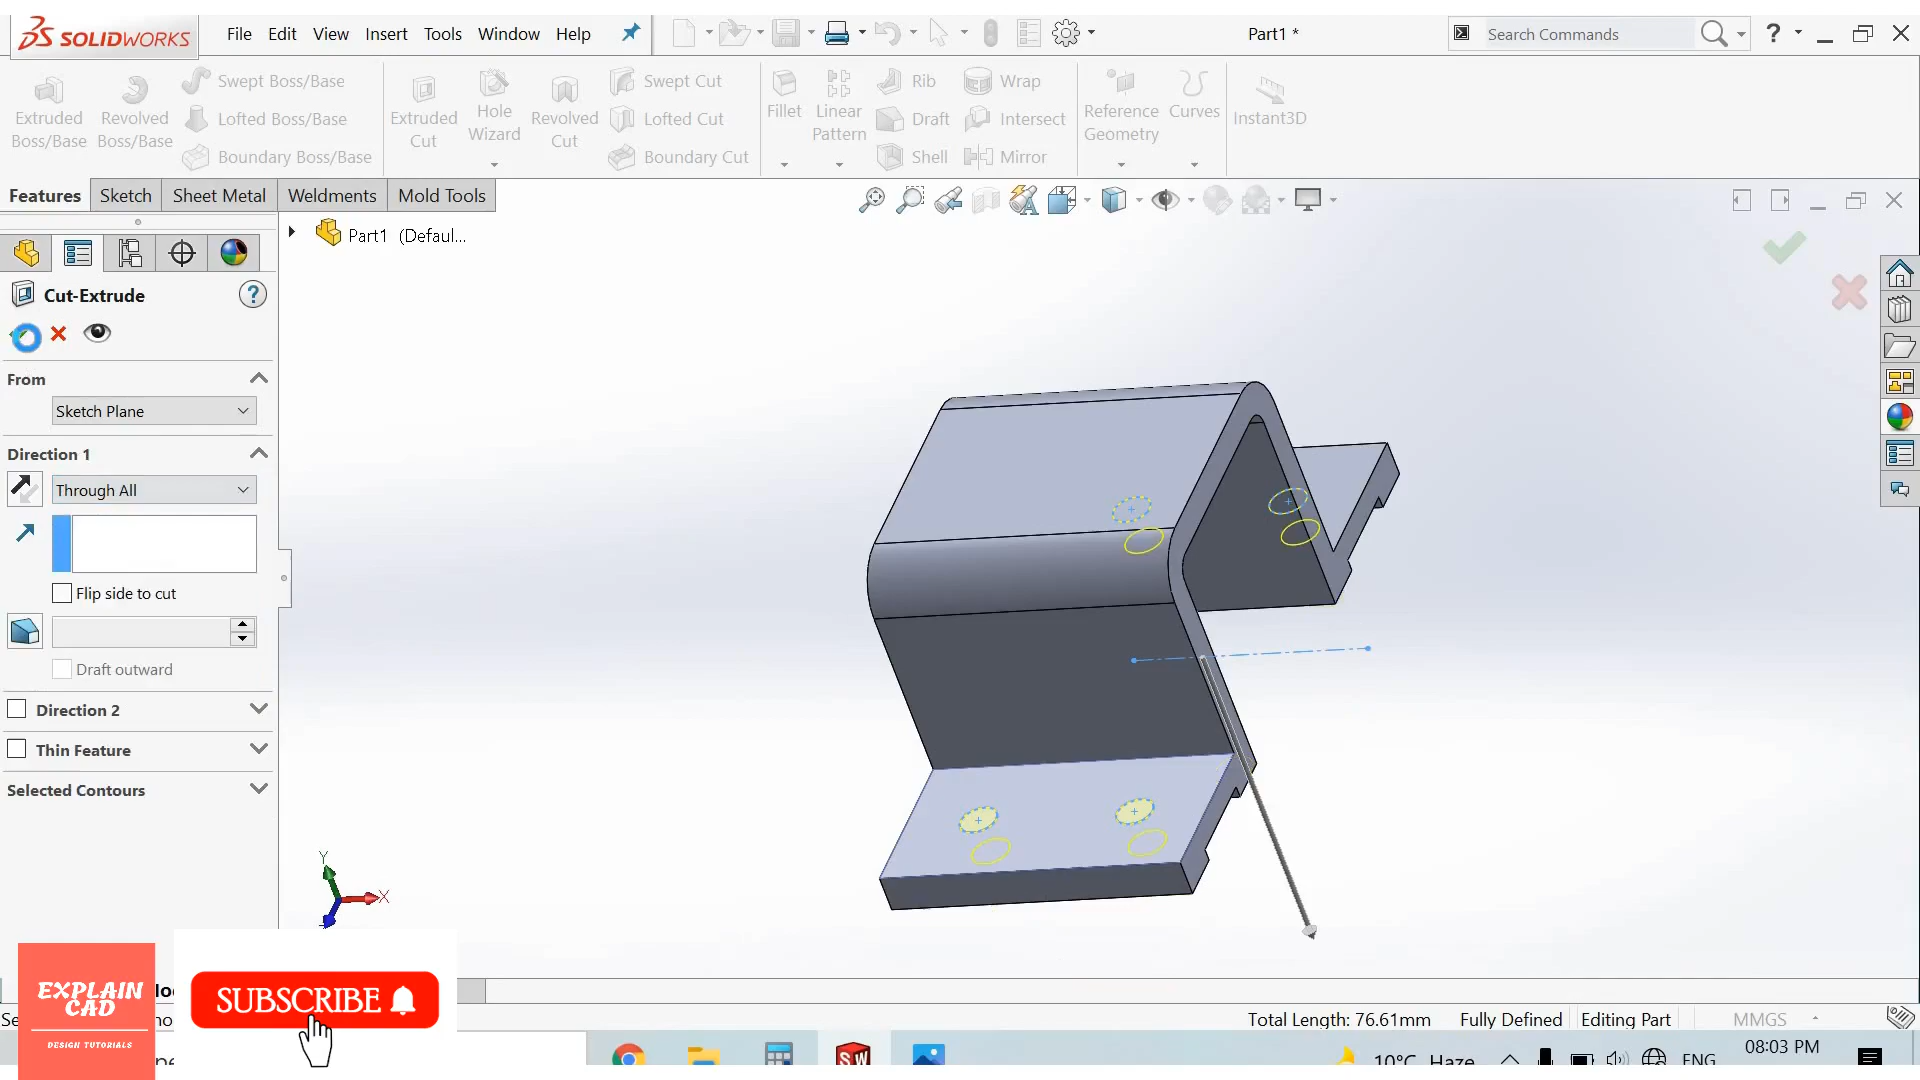 SOLIDWORKS
File Edit View Insert Tools Window Help
Part1 *
Search Commands
?
Extruded Boss/Base
Revolved Boss/Base
Swept Boss/Base
Lofted Boss/Base
Boundary Boss/Base
Extruded Cut
Hole Wizard
Revolved Cut
Swept Cut
Lofted Cut
Boundary Cut
Fillet
Linear Pattern
Rib
Draft
Shell
Wrap
Intersect
Mirror
Reference Geometry
Curves
Instant3D
Features Sketch Sheet Metal Weldments Mold Tools
Part1 (Defaul...
Cut-Extrude
?
From
Sketch Plane
Direction 1
Through All
Flip side to cut
Draft outward
Direction 2
Thin Feature
Selected Contours
Y
X
EXPLAIN
CAD
DESIGN TUTORIALS
SUBSCRIBE
Total Length: 76.61mm Fully Defined Editing Part MMGS
SW
10°C Haze
ENG
08:03 PM